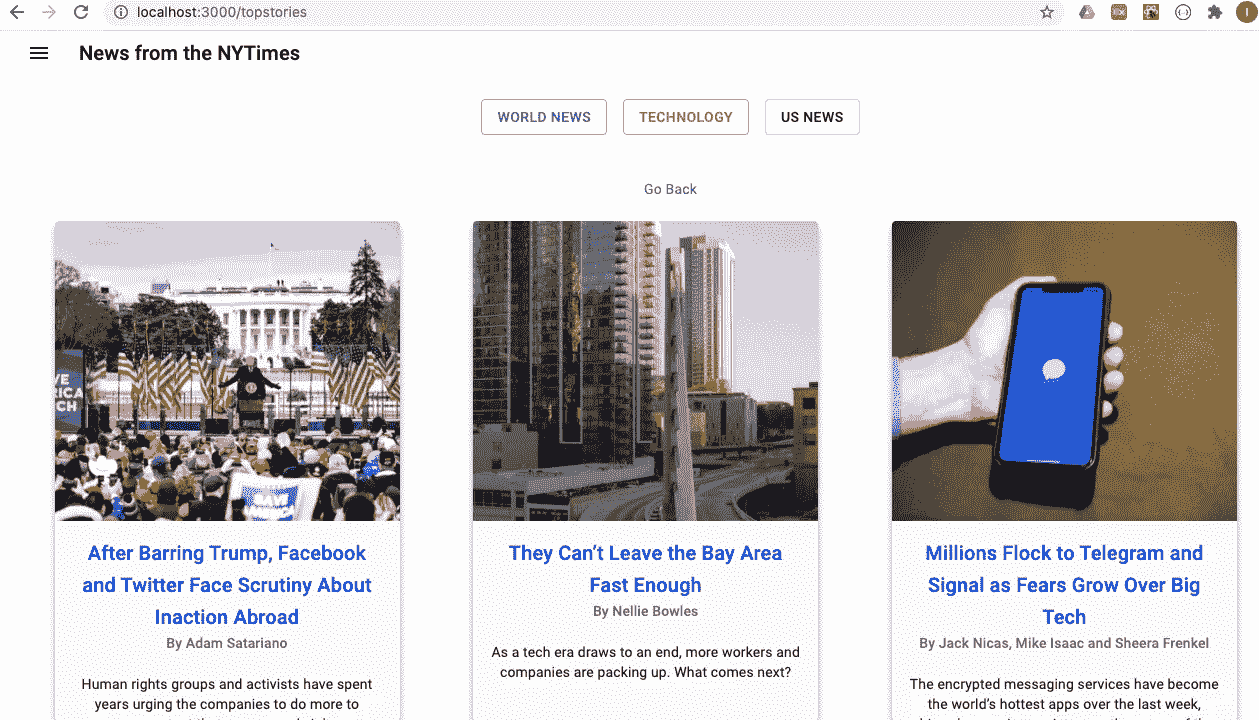 localhost:3000/topstories
News from the NYTimes
WORLD NEWS TECHNOLOGY US NEWS
Go Back
After Barring Trump, Facebook
and Twitter Face Scrutiny About
Inaction Abroad
By Adam Satariano
Human rights groups and activists have spent
years urging the companies to do more to
They Can’t Leave the Bay Area
Fast Enough
By Nellie Bowles
As a tech era draws to an end, more workers and
companies are packing up. What comes next?
Millions Flock to Telegram and
Signal as Fears Grow Over Big
Tech
By Jack Nicas, Mike Isaac and Sheera Frenkel
The encrypted messaging services have become
the world’s hottest apps over the last week,